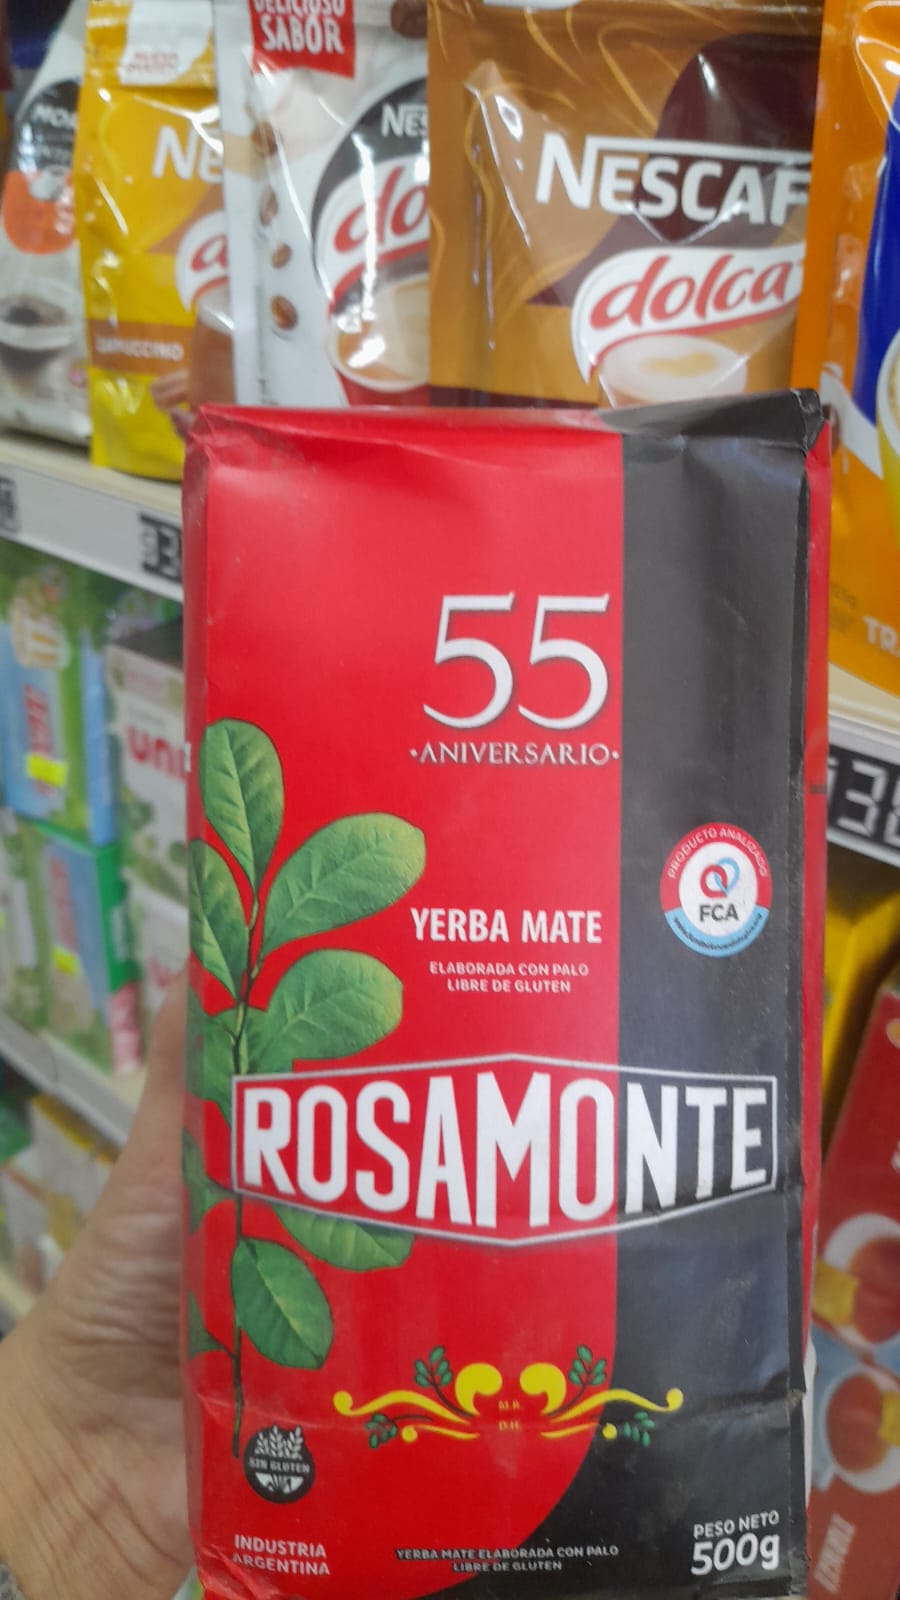 DELICIOSO
SABOR
NESCAF
dolca
CAPUCCINO
55
·ANIVERSARIO·
PRODUCTO ANALIZADO
FCA
YERBA MATE
ELABORADA CON PALO
LIBRE DE GLUTEN
ROSAMONTE
M.R.
D.H.
SIN GLUTEN
INDUSTRIA
ARGENTINA
YERBA MATE ELABORADA CON PALO
LIBRE DE GLUTEN
PESO NETO
500g